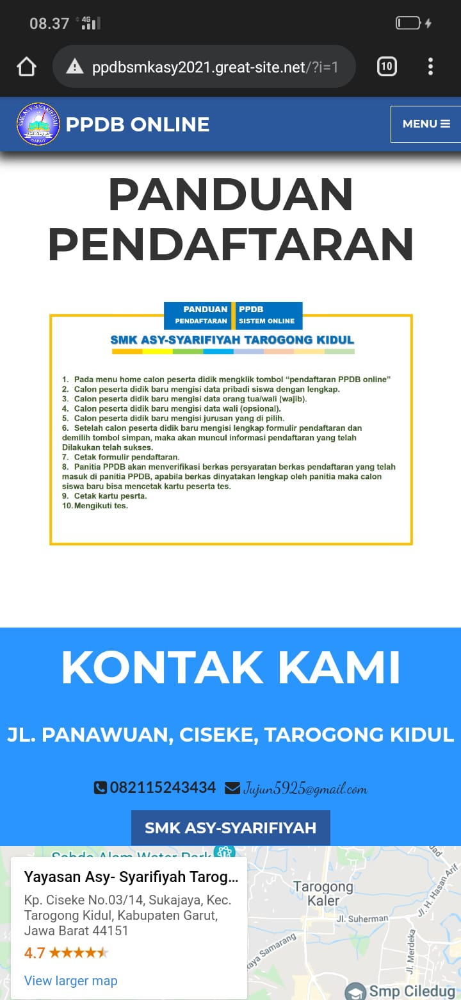 08.37 4G
ppdbsmkasy2021.great-site.net/?i=1 10
SMK ASY-SYARIFIYAH
GARUT
PPDB ONLINE
MENU
PANDUAN
PENDAFTARAN
PANDUAN PPDB
PENDAFTARAN SISTEM ONLINE
SMK ASY-SYARIFIYAH TAROGONG KIDUL
1. Pada menu home calon peserta didik mengklik tombol “pendaftaran PPDB online”
2. Calon peserta didik baru mengisi data pribadi siswa dengan lengkap.
3. Calon peserta didik baru mengisi data orang tua/wali (wajib).
4. Calon peserta didik baru mengisi data wali (opsional).
5. Calon peserta didik baru mengisi jurusan yang di pilih.
6. Setelah calon peserta didik baru mengisi lengkap formulir pendaftaran dan
demilih tombol simpan, maka akan muncul informasi pendaftaran yang telah
Dilakukan telah sukses.
7. Cetak formulir pendaftaran.
8. Panitia PPDB akan menverifikasi berkas persyaratan berkas pendaftaran yang telah
masuk di panitia PPDB, apabila berkas dinyatakan lengkap oleh panitia maka calon
siswa baru bisa mencetak kartu peserta tes.
9. Cetak kartu pesrta.
10. Mengikuti tes.
KONTAK KAMI
JL. PANAWUAN, CISEKE, TAROGONG KIDUL
082115243434 Jujun5925@gmail.com
SMK ASY-SYARIFIYAH
Sabda Alam Water Park
Yayasan Asy- Syarifiyah Tarog...
Kp. Ciseke No.03/14, Sukajaya, Kec.
Tarogong Kidul, Kabupaten Garut,
Jawa Barat 44151
4.7
View larger map
Tarogong
Kaler
Jl. Suherman
Jl. H. Hasan Arif
Jl. Merdeka
aya Samarang
Smp Ciledug